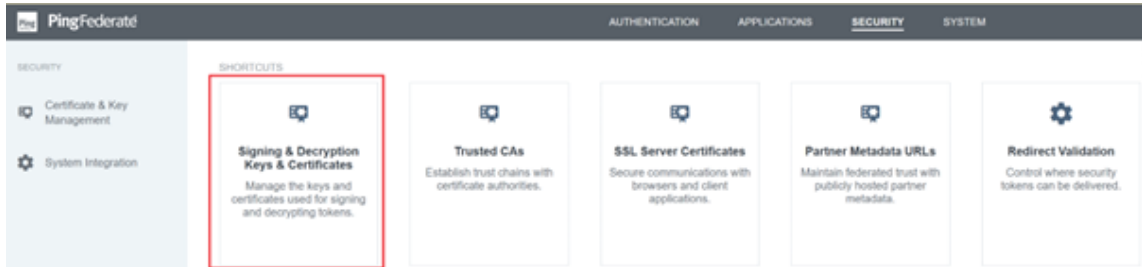 Ping PingFederate
AUTHENTICATION APPLICATIONS SECURITY SYSTEM
SECURITY
Certificate & Key
Management
System Integration
SHORTCUTS
Signing & Decryption
Keys & Certificates
Manage the keys and
certificates used for signing
and decrypting tokens.
Trusted CAs
Establish trust chains with
certificate authorities.
SSL Server Certificates
Secure communications with
browsers and client
applications.
Partner Metadata URLs
Maintain federated trust with
publicly hosted partner
metadata.
Redirect Validation
Control where security
tokens can be delivered.